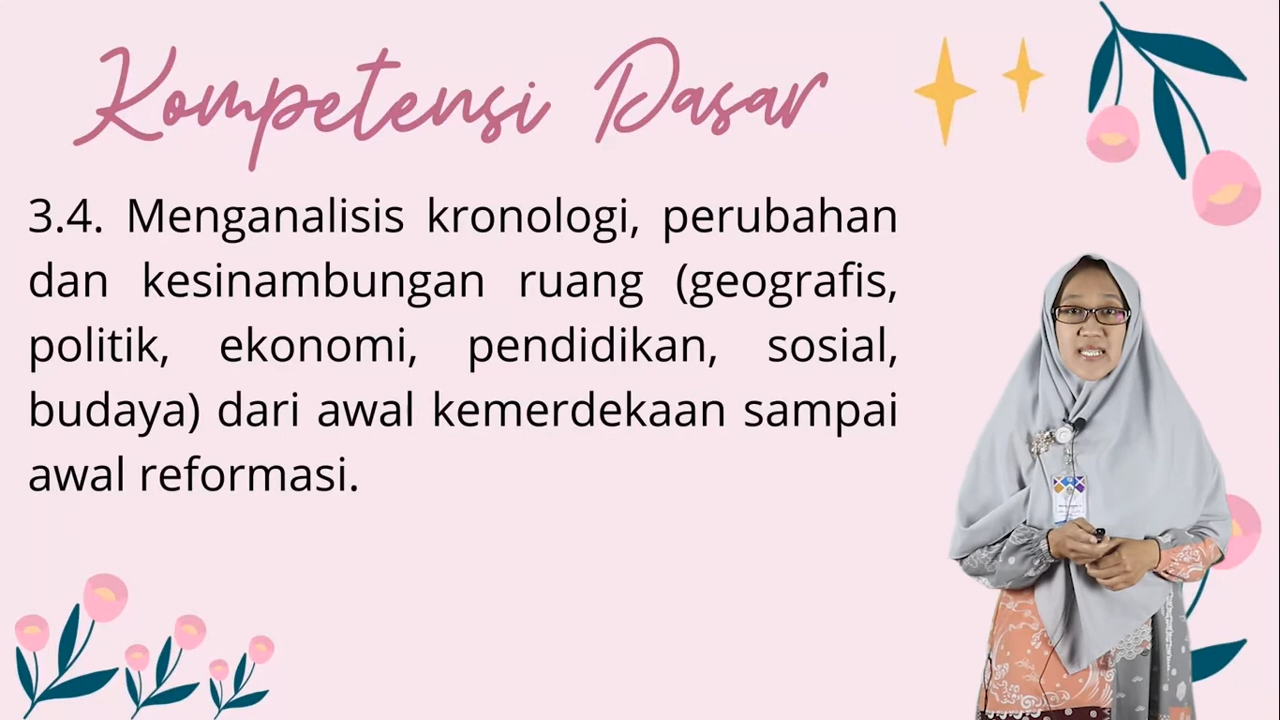 Kompetensi Dasar
3.4. Menganalisis kronologi, perubahan
dan kesinambungan ruang (geografis,
politik, ekonomi, pendidikan, sosial,
budaya) dari awal kemerdekaan sampai
awal reformasi.